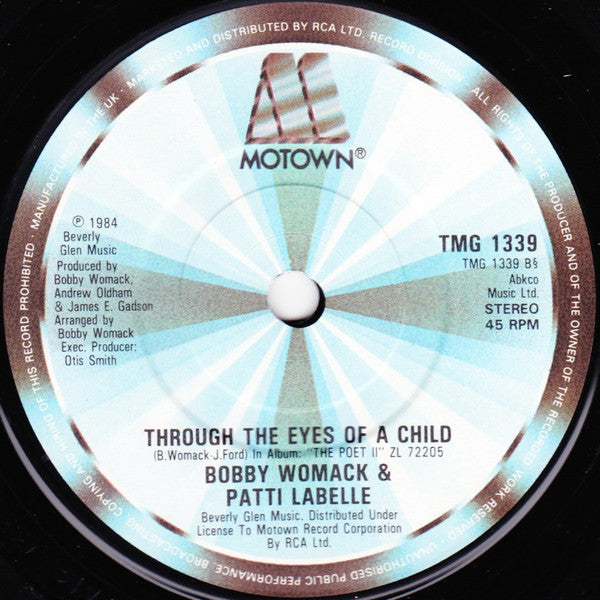 MARKETED AND DISTRIBUTED BY RCA LTD. RECORD DIVISION · ALL RIGHTS OF THE PRODUCER AND OF THE OWNER OF THE RECORDED WORK RESERVED · UNAUTHORISED PUBLIC PERFORMANCE, BROADCASTING, COPYING AND HIRING OF THIS RECORD PROHIBITED · MANUFACTURED IN THE UK ·
MOTOWN®
℗ 1984
Beverly
Glen Music
Produced by
Bobby Womack,
Andrew Oldham
& James E. Gadson
Arranged by
Bobby Womack
Exec. Producer:
Otis Smith
TMG 1339
TMG 1339 B§
Abkco
Music Ltd.
STEREO
45 RPM
THROUGH THE EYES OF A CHILD
(B.Womack-J.Ford) In Album: "THE POET II" ZL 72205
BOBBY WOMACK &
PATTI LABELLE
Beverly Glen Music. Distributed Under
License To Motown Record Corporation
By RCA Ltd.